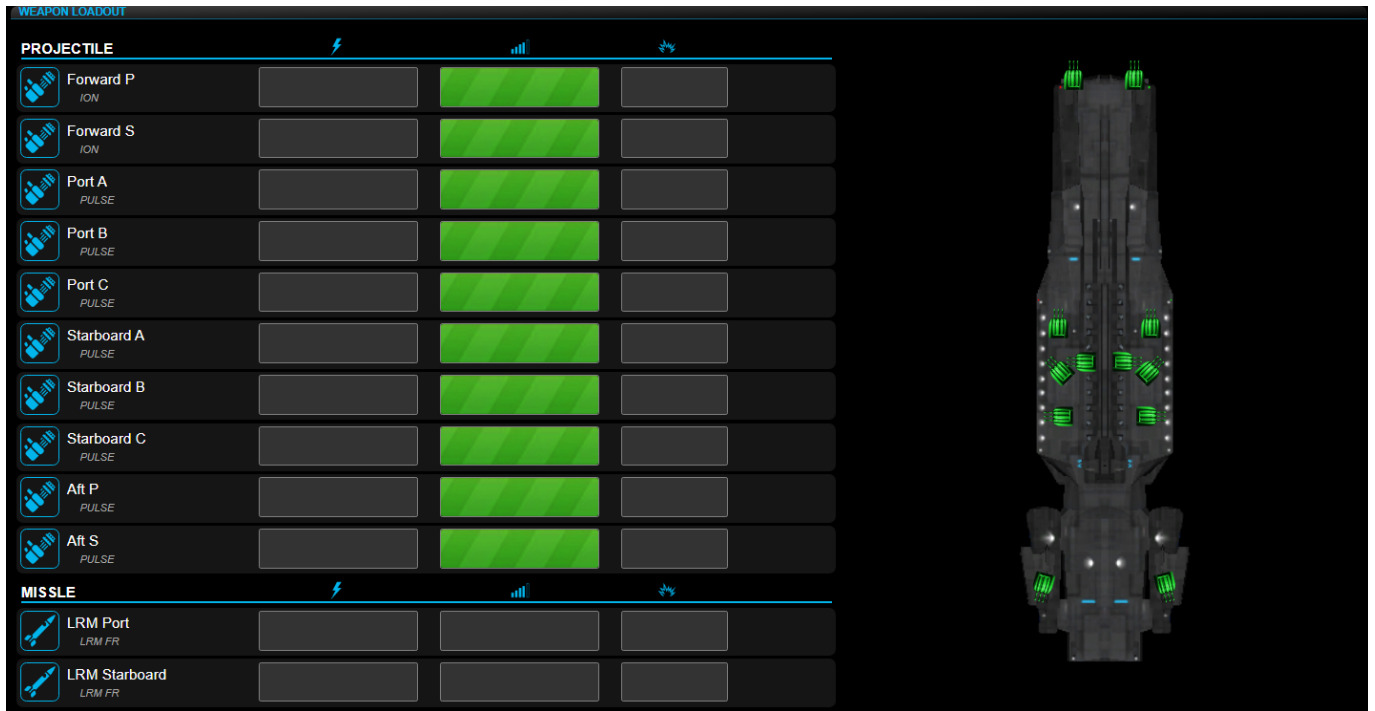 WEAPON LOADOUT
PROJECTILE
Forward P
ION
Forward S
ION
Port A
PULSE
Port B
PULSE
Port C
PULSE
Starboard A
PULSE
Starboard B
PULSE
Starboard C
PULSE
Aft P
PULSE
Aft S
PULSE
MISSLE
LRM Port
LRM FR
LRM Starboard
LRM FR